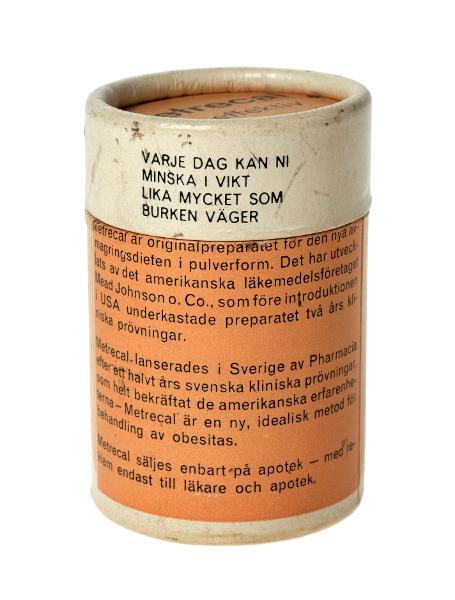 Metrecal
effektiv
VARJE DAG KAN NI
MINSKA I VIKT
LIKA MYCKET SOM
BURKEN VÄGER
Metrecal är originalpreparatet för den nya av-
magringsdieten i pulverform. Det har utveck-
lats av det amerikanska läkemedelsföretaget
Mead Johnson o. Co., som före introduktionen
i USA underkastade preparatet två års kli-
niska prövningar.
Metrecal lanserades i Sverige av Pharmacia
efter ett halvt års svenska kliniska prövningar,
som helt bekräftat de amerikanska erfarenhe-
terna – Metrecal är en ny, idealisk metod för
behandling av obesitas.
Metrecal säljes enbart på apotek – med re-
klam endast till läkare och apotek.